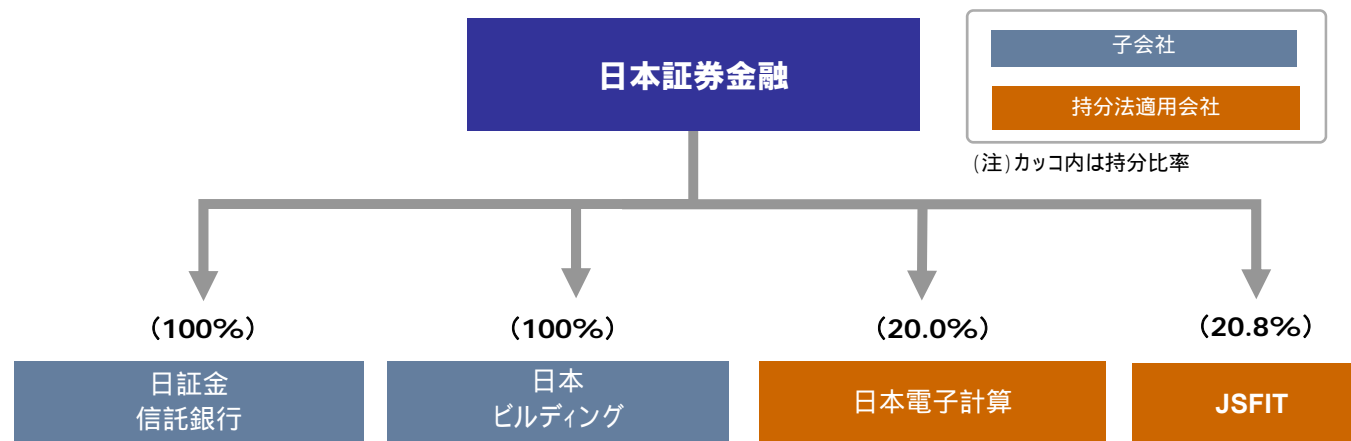 日本証券金融
子会社
持分法適用会社
(注)カッコ内は持分比率
(100%)
(100%)
(20.0%)
(20.8%)
日証金
信託銀行
日本
ビルディング
日本電子計算
JSFIT